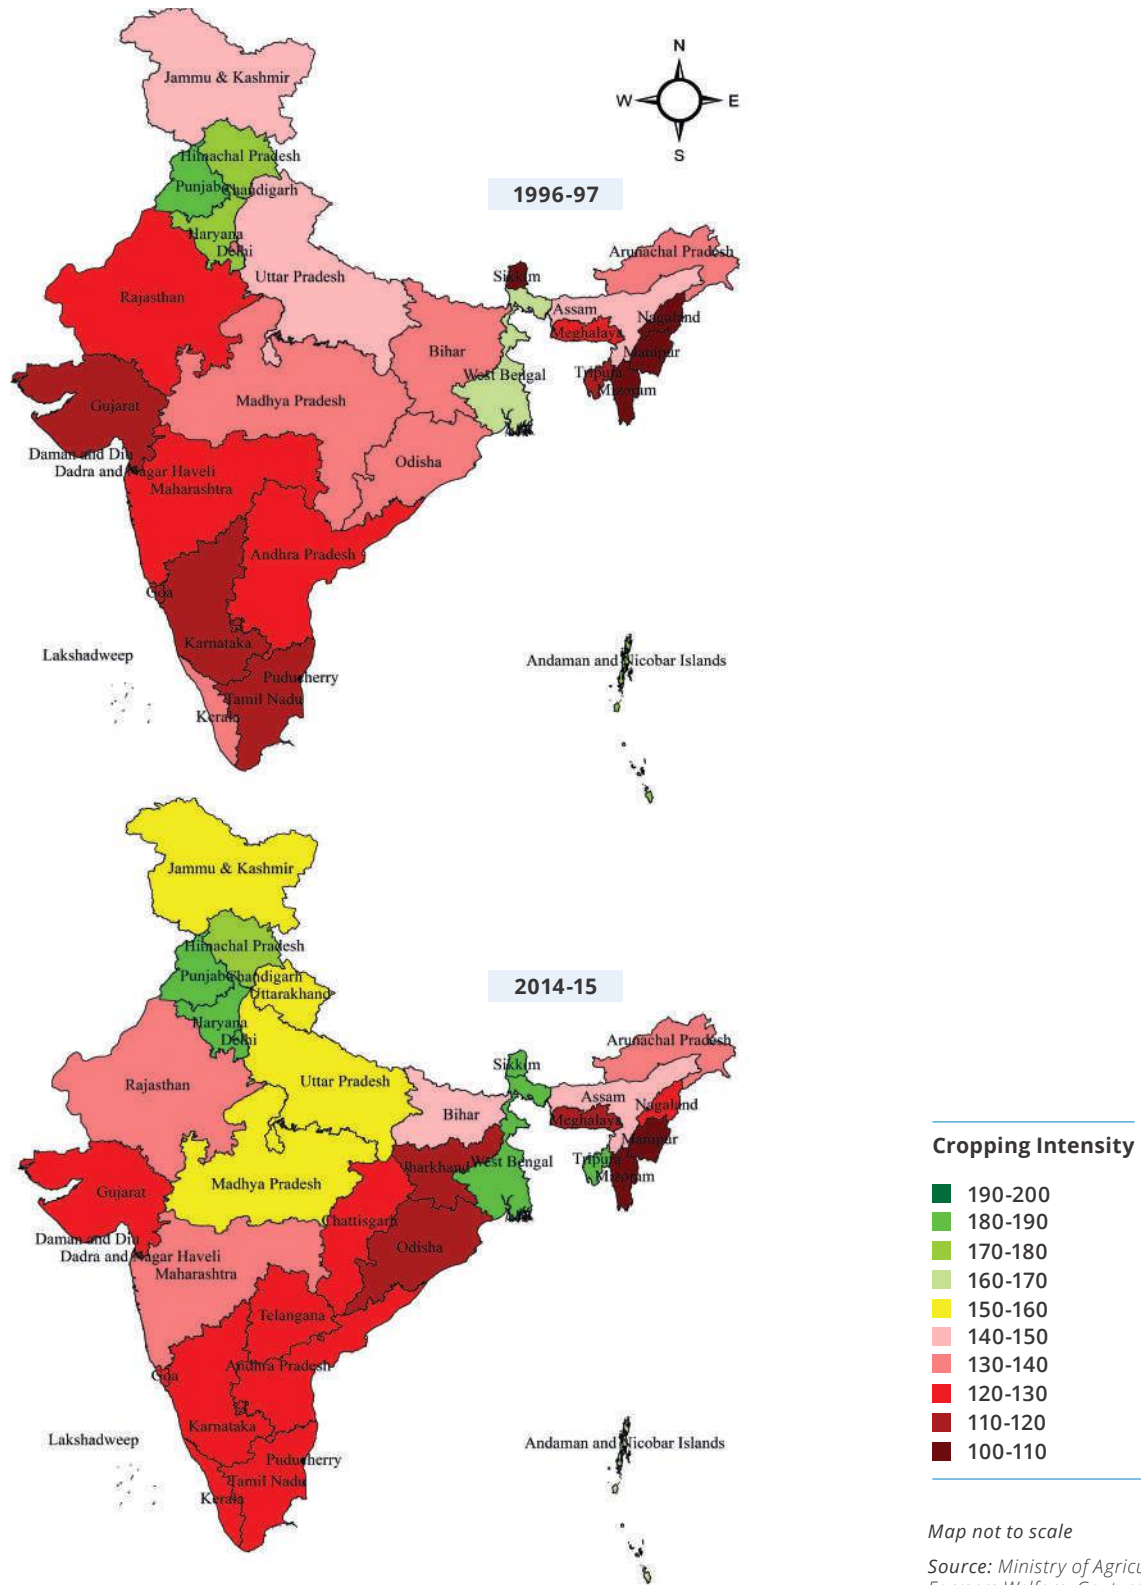 Jammu & Kashmir
N
W
E
S
Himachal Pradesh
Punjab
Chandigarh
1996-97
Haryana
Delhi
Arunachal Pradesh
Uttar Pradesh
Sikkim
Rajasthan
Assam
Nagaland
Meghalaya
Bihar
Manipur
West Bengal
Tripura
Mizoram
Madhya Pradesh
Gujarat
Daman and Diu
Odisha
Dadra and Nagar Haveli
Maharashtra
Andhra Pradesh
Goa
Karnataka
Lakshadweep
Andaman and Nicobar Islands
Puducherry
Tamil Nadu
Kerala
Jammu & Kashmir
Himachal Pradesh
Punjab
Chandigarh
Uttarakhand
2014-15
Haryana
Delhi
Arunachal Pradesh
Sikkim
Uttar Pradesh
Rajasthan
Assam
Nagaland
Bihar
Meghalaya
Manipur
Jharkhand
West Bengal
Tripura
Mizoram
Madhya Pradesh
Gujarat
Chattisgarh
Daman and Diu
Odisha
Dadra and Nagar Haveli
Maharashtra
Telangana
Andhra Pradesh
Goa
Karnataka
Lakshadweep
Andaman and Nicobar Islands
Puducherry
Tamil Nadu
Kerala
Cropping Intensity
190-200
180-190
170-180
160-170
150-160
140-150
130-140
120-130
110-120
100-110
Map not to scale
Source: Ministry of Agricu